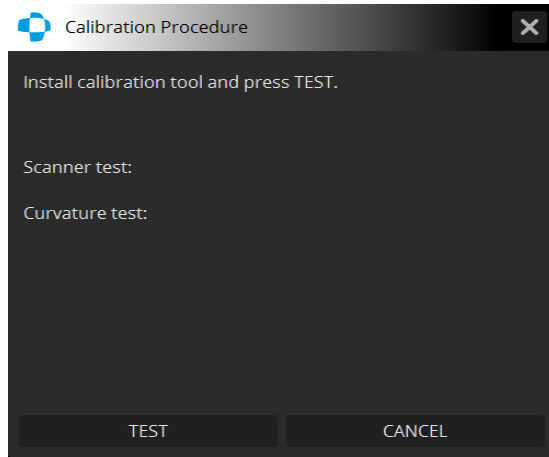 Calibration Procedure
Install calibration tool and press TEST.
Scanner test:
Curvature test:
TEST
CANCEL